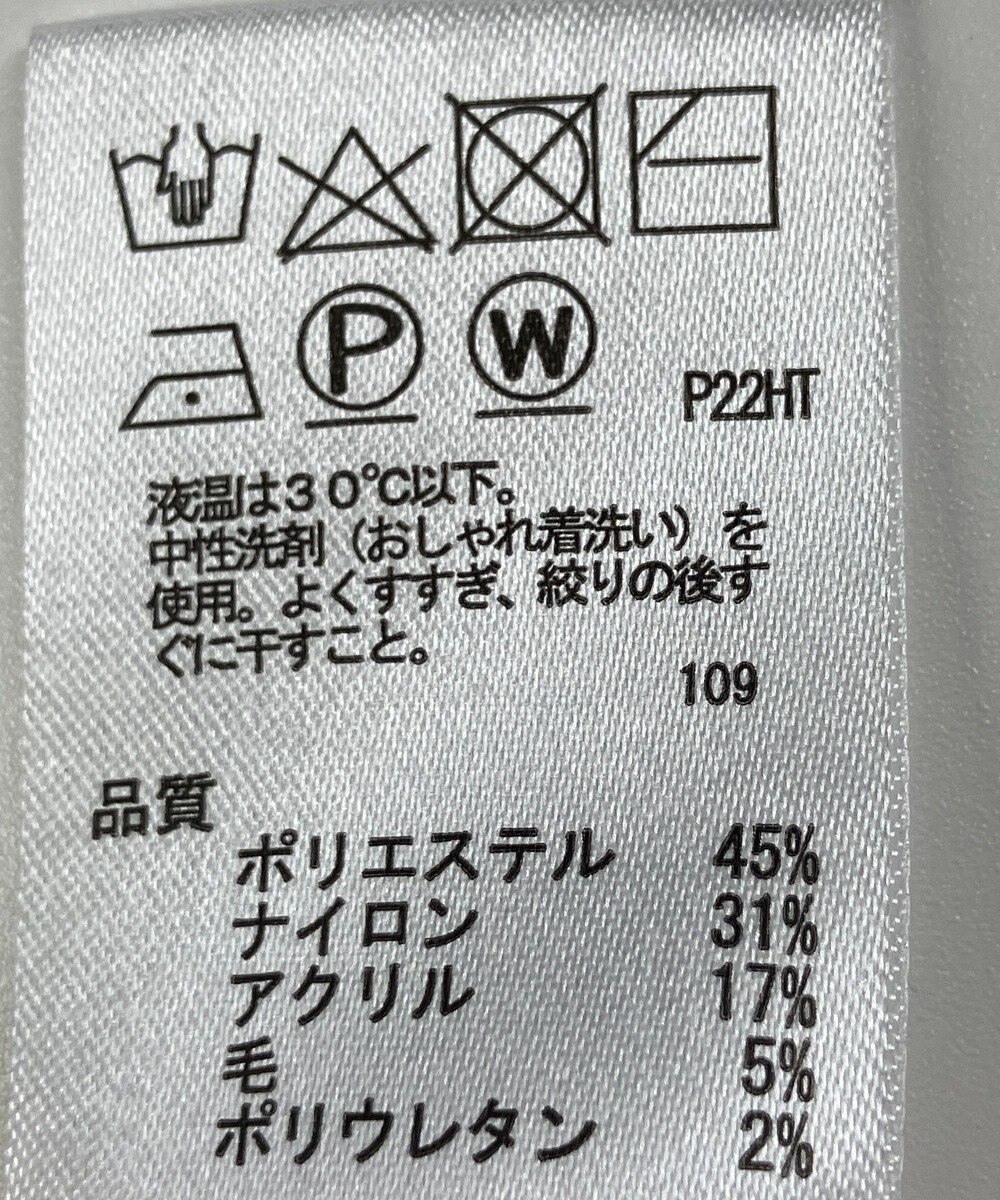 P W P22HT
液温は３０℃以下。
中性洗剤（おしゃれ着洗い）を
使用。よくすすぎ、絞りの後す
ぐに干すこと。
109
品質
ポリエステル 45%
ナイロン 31%
アクリル 17%
毛 5%
ポリウレタン 2%